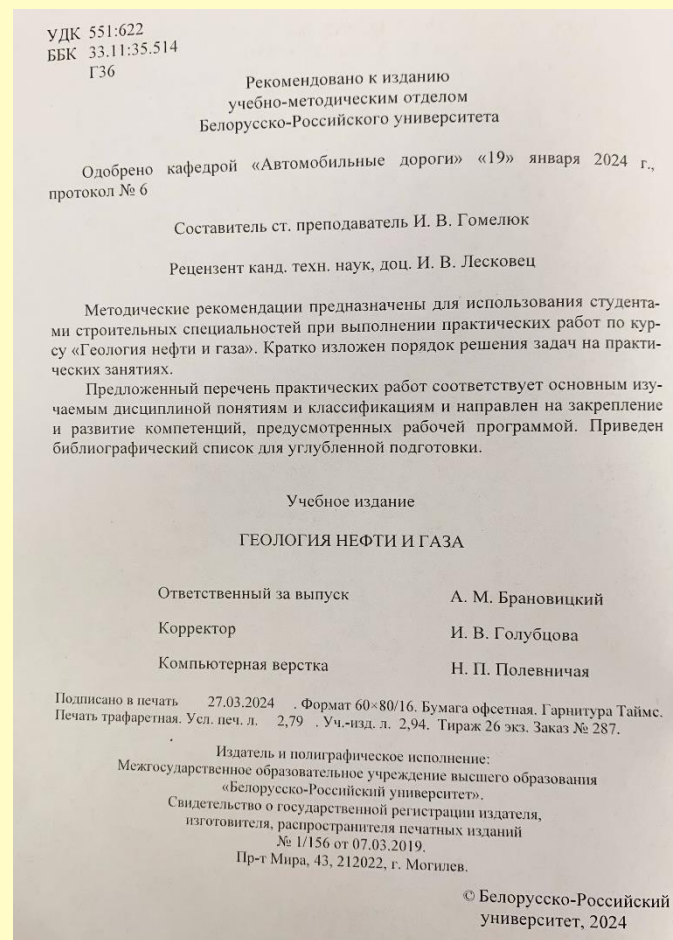 УДК 551:622
ББК 33.11:35.514
Г36
Рекомендовано к изданию
учебно-методическим отделом
Белорусско-Российского университета
Одобрено кафедрой «Автомобильные дороги» «19» января 2024 г.,
протокол № 6
Составитель ст. преподаватель И. В. Гомелюк
Рецензент канд. техн. наук, доц. И. В. Лесковец
Методические рекомендации предназначены для использования студента-
ми строительных специальностей при выполнении практических работ по кур-
су «Геология нефти и газа». Кратко изложен порядок решения задач на практи-
ческих занятиях.
Предложенный перечень практических работ соответствует основным изу-
чаемым дисциплиной понятиям и классификациям и направлен на закрепление
и развитие компетенций, предусмотренных рабочей программой. Приведен
библиографический список для углубленной подготовки.
Учебное издание
ГЕОЛОГИЯ НЕФТИ И ГАЗА
Ответственный за выпуск А. М. Брановицкий
Корректор И. В. Голубцова
Компьютерная верстка Н. П. Полевничая
Подписано в печать 27.03.2024 . Формат 60×80/16. Бумага офсетная. Гарнитура Таймс.
Печать трафаретная. Усл. печ. л. 2,79 . Уч.-изд. л. 2,94. Тираж 26 экз. Заказ № 287.
Издатель и полиграфическое исполнение:
Межгосударственное образовательное учреждение высшего образования
«Белорусско-Российский университет».
Свидетельство о государственной регистрации издателя,
изготовителя, распространителя печатных изданий
№ 1/156 от 07.03.2019.
Пр-т Мира, 43, 212022, г. Могилев.
© Белорусско-Российский
университет, 2024